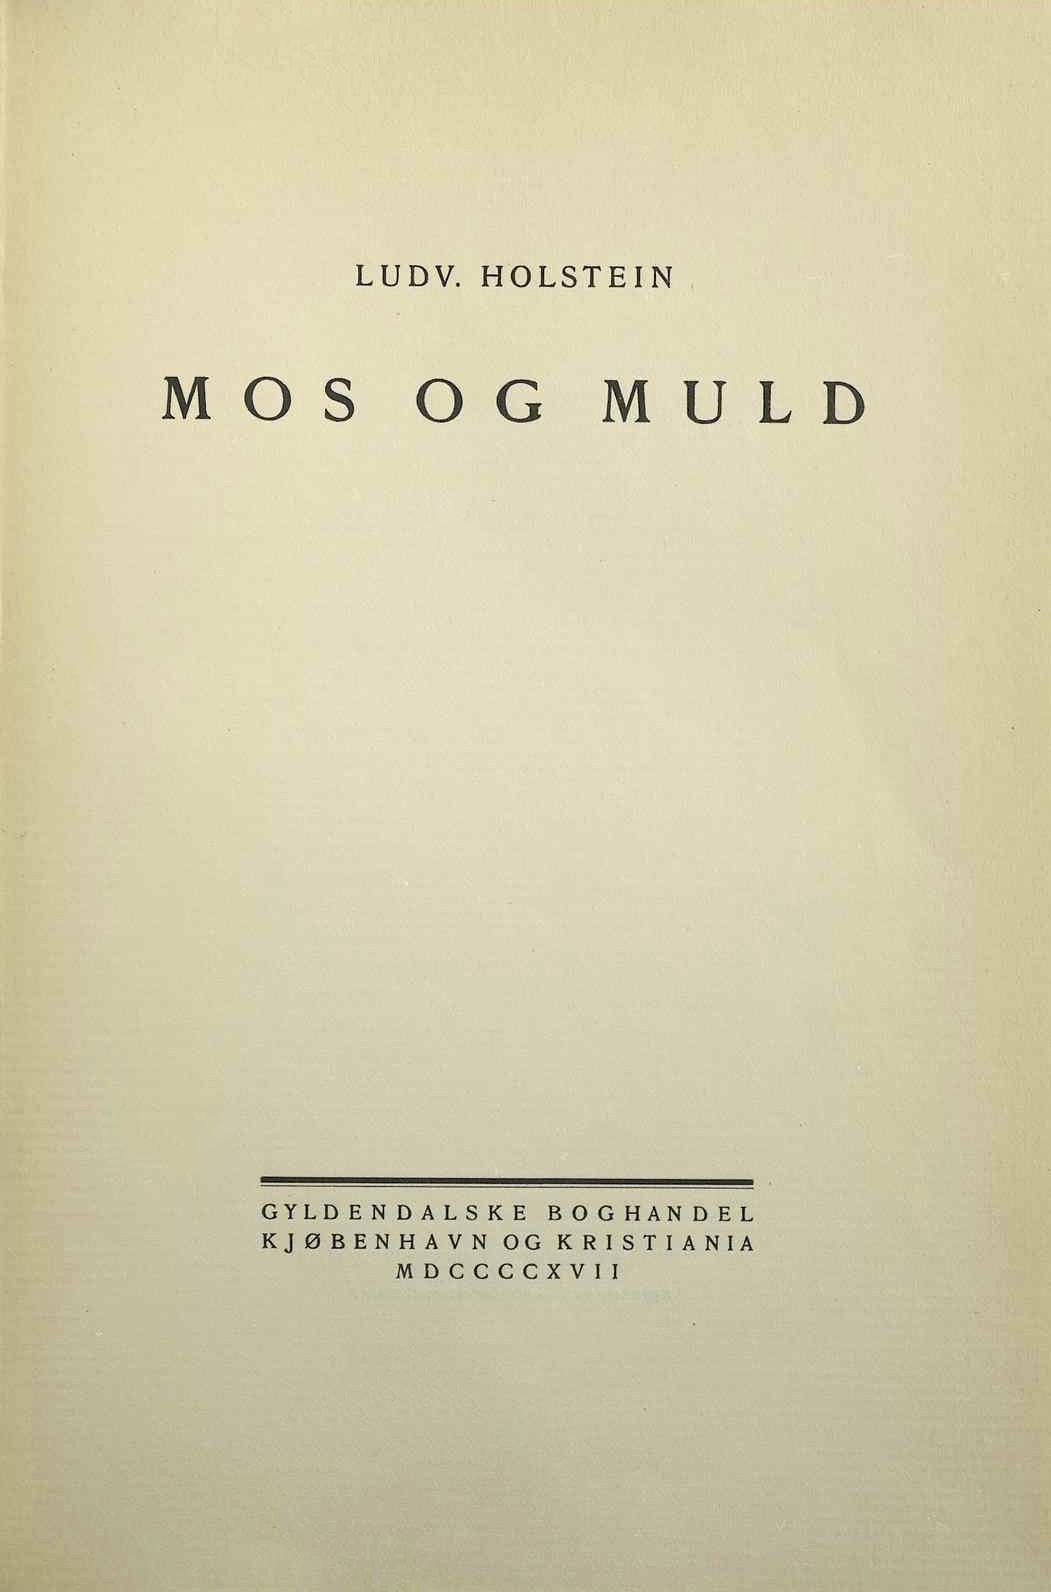 LUDV. HOLSTEIN
MOS OG MULD
GYLDENDALSKE BOGHANDEL
KJØBENHAVN OG KRISTIANIA
MDCCCCXVII